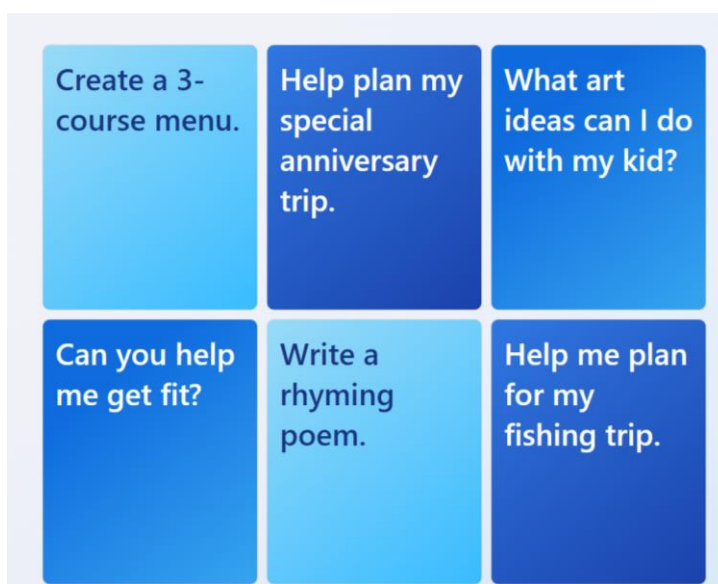 Create a 3-
course menu.
Help plan my
special
anniversary
trip.
What art
ideas can I do
with my kid?
Can you help
me get fit?
Write a
rhyming
poem.
Help me plan
for my
fishing trip.